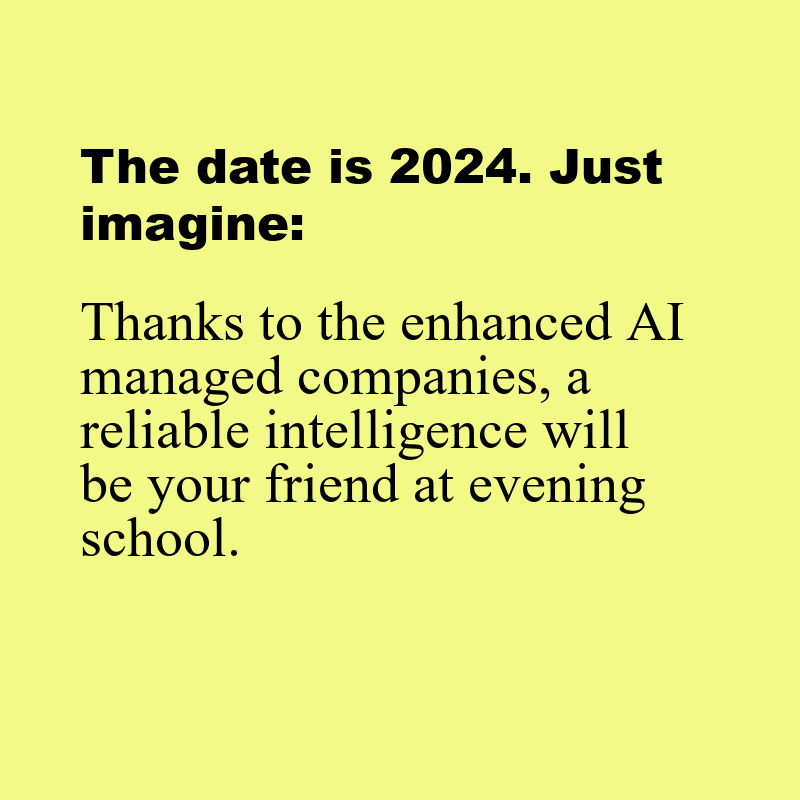 The date is 2024. Just
imagine:
Thanks to the enhanced AI
managed companies, a
reliable intelligence will
be your friend at evening
school.